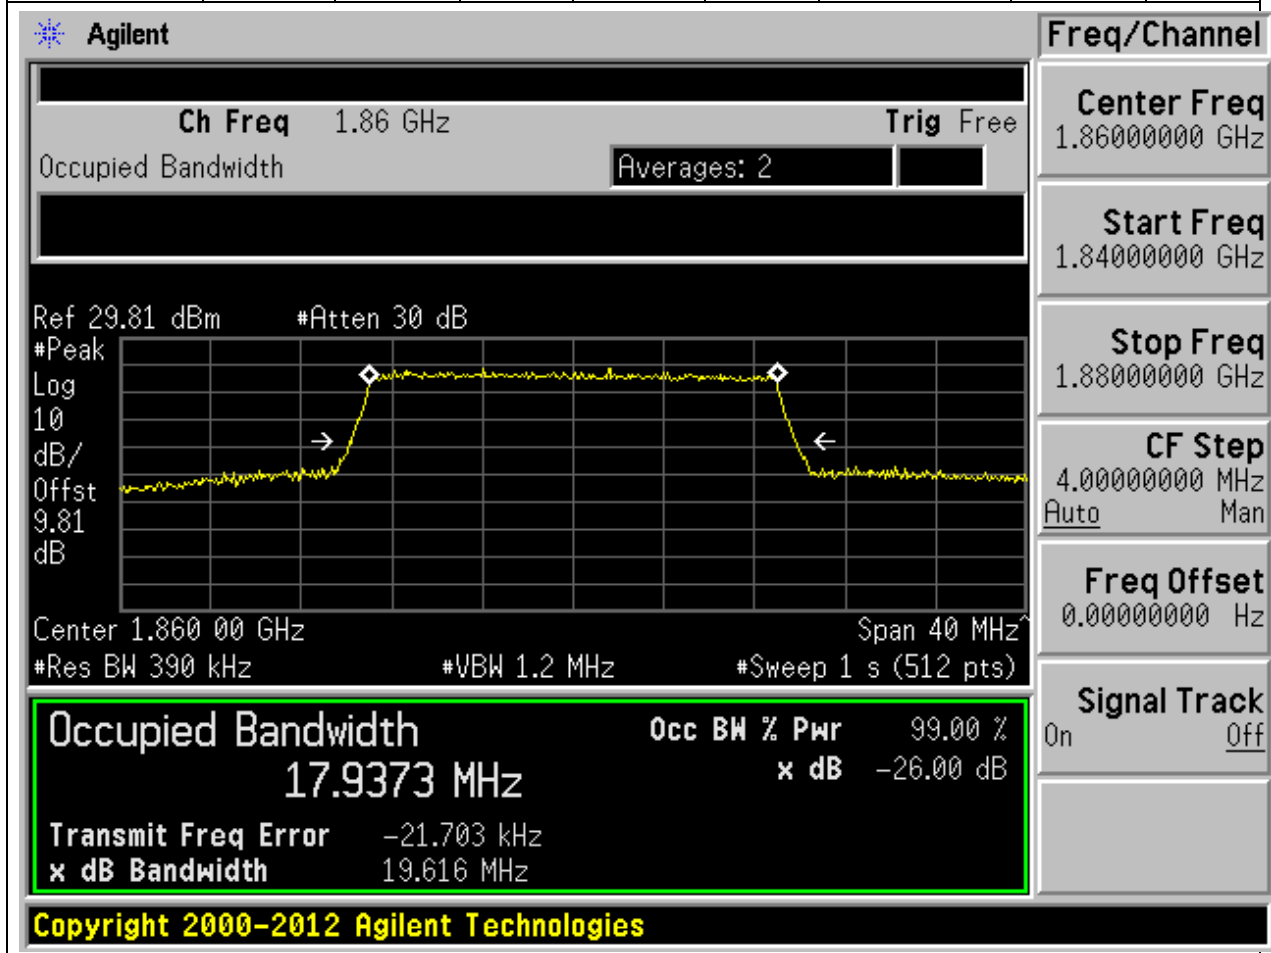 Agilent
Freq/Channel
Ch Freq 1.86 GHz Trig Free
Occupied Bandwidth Averages: 2
Center Freq
1.86000000 GHz
Start Freq
1.84000000 GHz
Stop Freq
1.88000000 GHz
CF Step
4.00000000 MHz
Auto Man
Freq Offset
0.00000000 Hz
Signal Track
On Off
Ref 29.81 dBm #Atten 30 dB
#Peak
Log
10
dB/
Offst
9.81
dB
Center 1.860 00 GHz Span 40 MHz^
#Res BW 390 kHz #VBW 1.2 MHz #Sweep 1 s (512 pts)
Occupied Bandwidth Occ BW % Pwr 99.00 %
17.9373 MHz x dB -26.00 dB
Transmit Freq Error -21.703 kHz
x dB Bandwidth 19.616 MHz
Copyright 2000-2012 Agilent Technologies